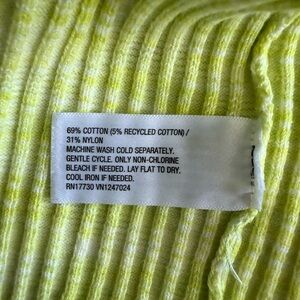 69% COTTON (5% RECYCLED COTTON) /
31% NYLON
MACHINE WASH COLD SEPARATELY.
GENTLE CYCLE. ONLY NON-CHLORINE
BLEACH IF NEEDED. LAY FLAT TO DRY.
COOL IRON IF NEEDED.
RN17730 VN1247024